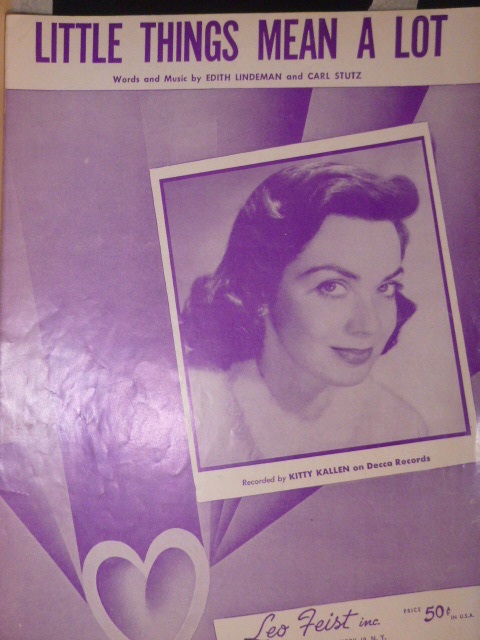 LITTLE THINGS MEAN A LOT
Words and Music by EDITH LINDEMAN and CARL STUTZ
Recorded by KITTY KALLEN on Decca Records
Leo Feist inc.
PRICE 50¢ IN U.S.A.
N. Y.